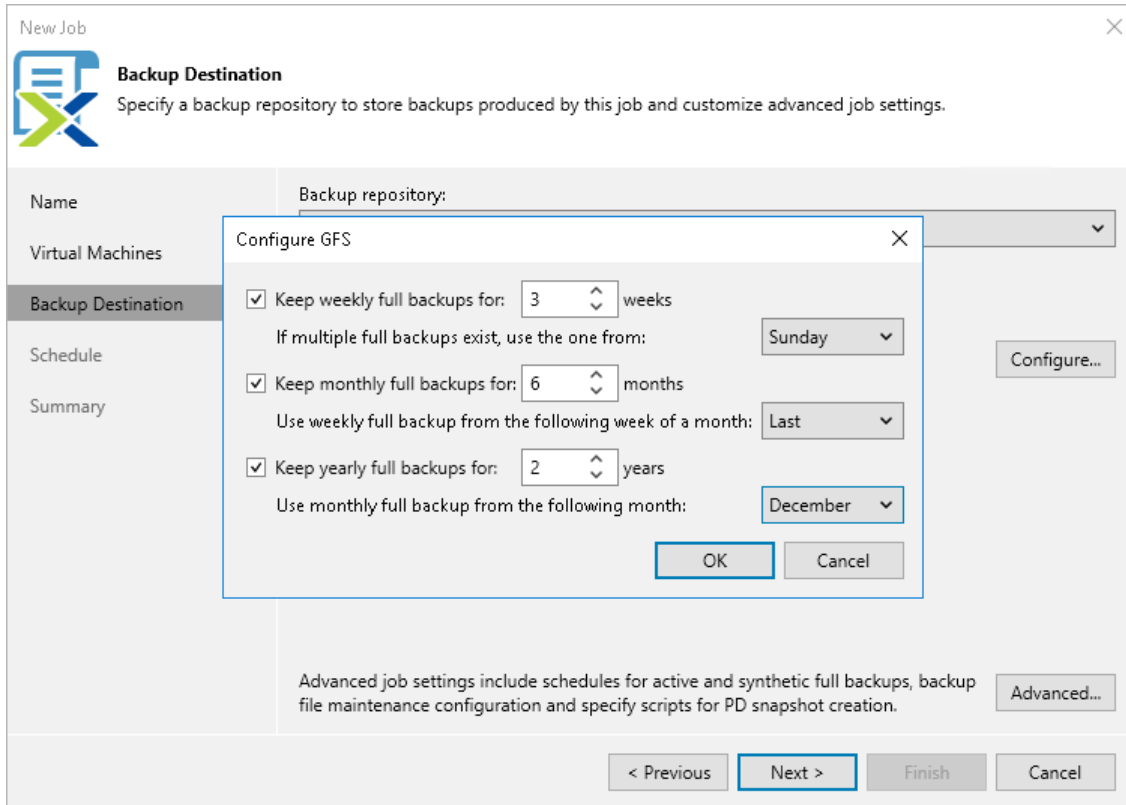 New Job
Backup Destination
Specify a backup repository to store backups produced by this job and customize advanced job settings.
Name
Virtual Machines
Backup Destination
Schedule
Summary
Backup repository:
Configure...
Configure GFS
Keep weekly full backups for: 3 weeks
If multiple full backups exist, use the one from: Sunday
Keep monthly full backups for: 6 months
Use weekly full backup from the following week of a month: Last
Keep yearly full backups for: 2 years
Use monthly full backup from the following month: December
OK Cancel
Advanced job settings include schedules for active and synthetic full backups, backup
file maintenance configuration and specify scripts for PD snapshot creation.
Advanced...
< Previous Next > Finish Cancel